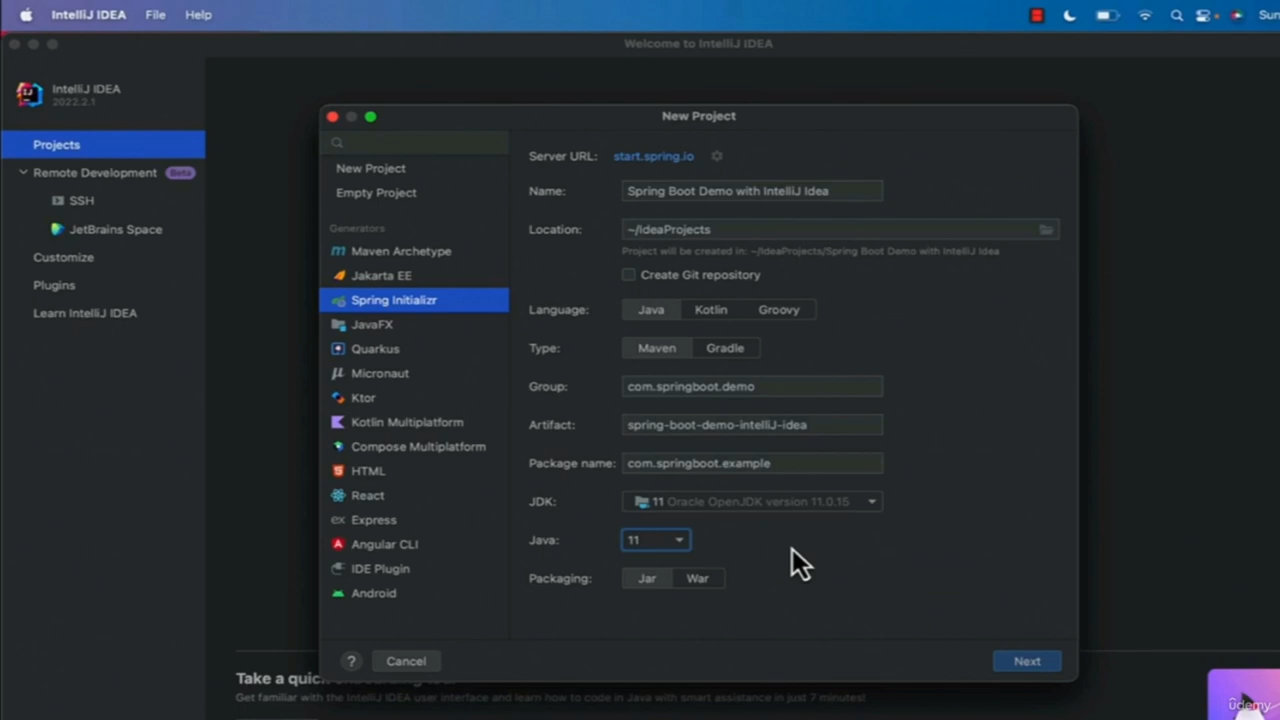 IntelliJ IDEA File Help Sun
Welcome to IntelliJ IDEA
IntelliJ IDEA
2022.2.1
Projects
Remote Development Beta
SSH
JetBrains Space
Customize
Plugins
Learn IntelliJ IDEA
New Project
New Project
Empty Project
Generators
Maven Archetype
Jakarta EE
Spring Initializr
JavaFX
Quarkus
Micronaut
Ktor
Kotlin Multiplatform
Compose Multiplatform
HTML
React
Express
Angular CLI
IDE Plugin
Android
Server URL: start.spring.io
Name: Spring Boot Demo with IntelliJ Idea
Location: ~/IdeaProjects
Project will be created in: ~/IdeaProjects/Spring Boot Demo with IntelliJ Idea
Create Git repository
Language: Java Kotlin Groovy
Type: Maven Gradle
Group: com.springboot.demo
Artifact: spring-boot-demo-intelliJ-idea
Package name: com.springboot.example
JDK: 11 Oracle OpenJDK version 11.0.15
Java: 11
Packaging: Jar War
? Cancel Next
Take a quick
Get familiar with the IntelliJ IDEA user interface and learn how to code in Java with smart assistance in just 7 minutes!
ûdemy